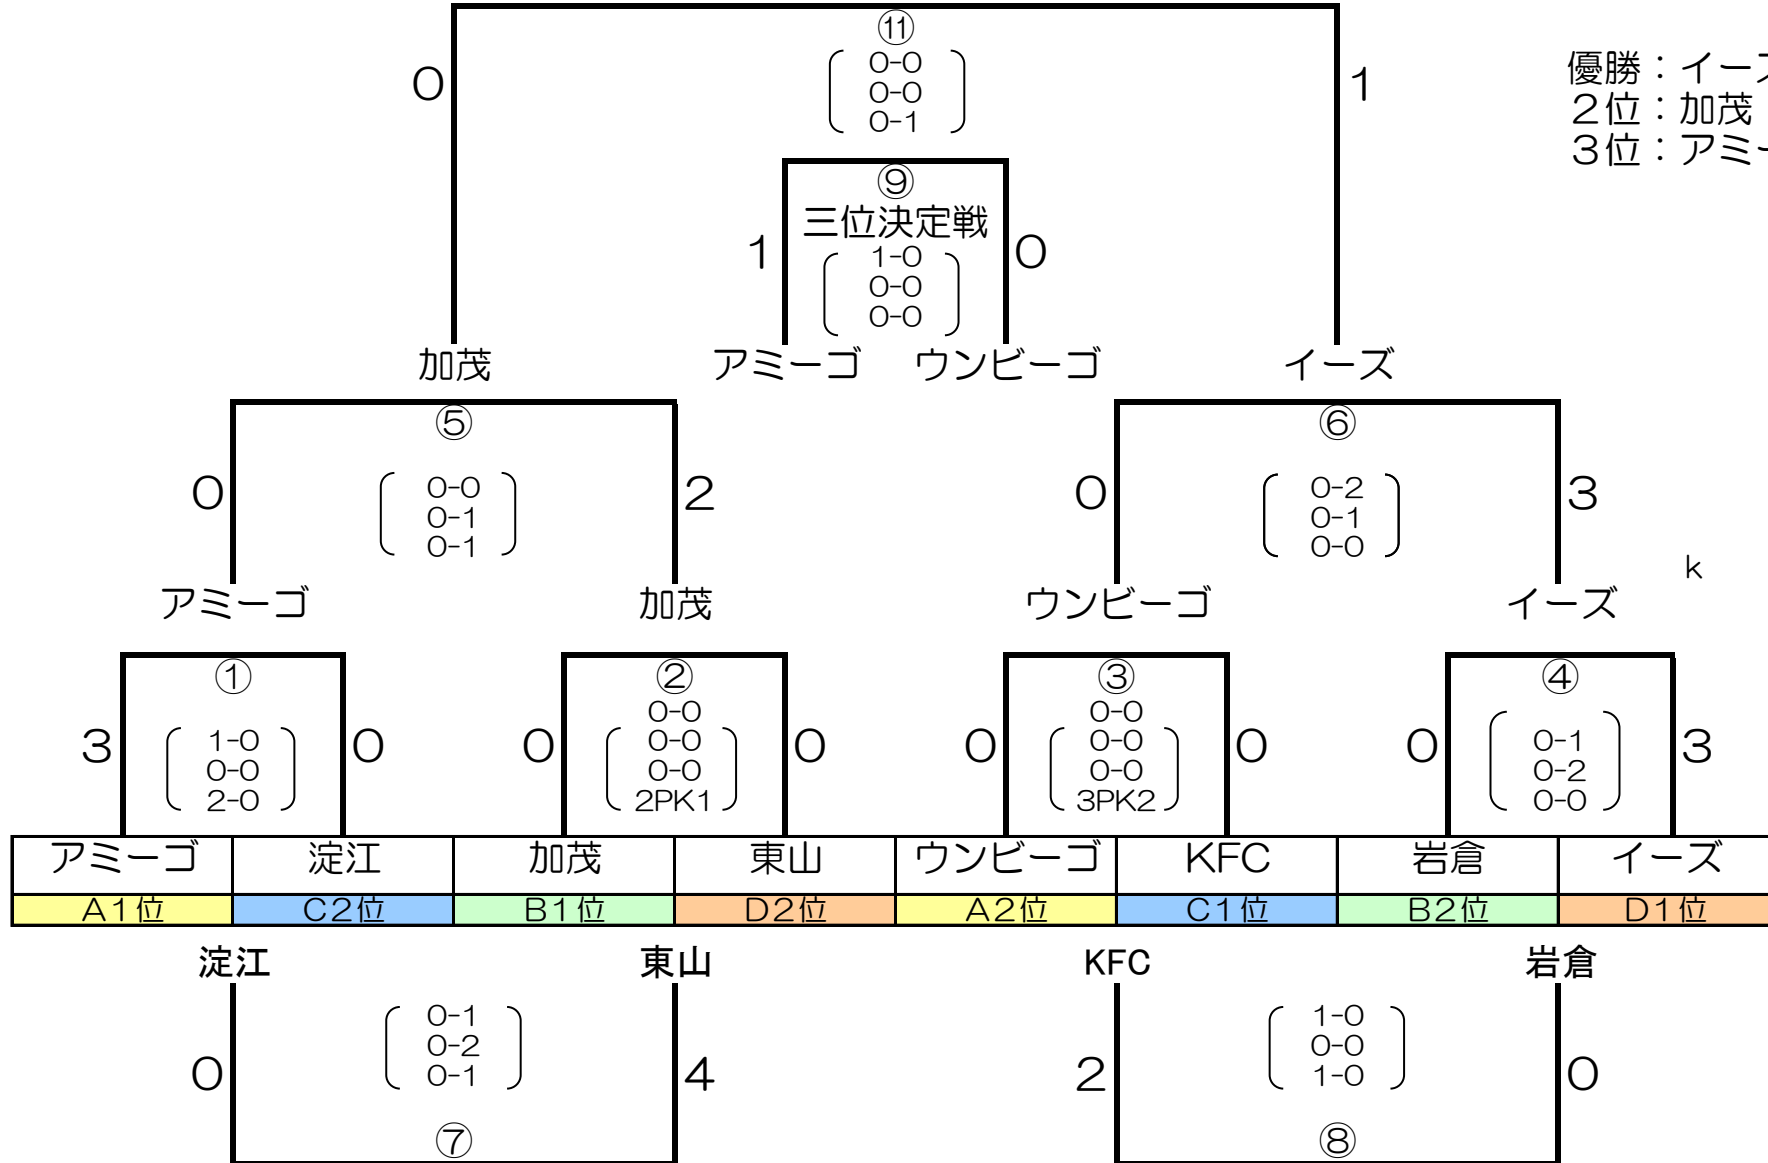 ⑪
0-0
0 0-0 1
0-1
優勝：イーズ
2位：加茂
3位：アミー
⑨
三位決定戦
1 1-0 0
0-0
0-0
加茂 アミーゴ ウンビーゴ イーズ
⑤ ⑥
0-0 0-2
0 0-1 2 0 0-1 3
0-1 0-0
k
アミーゴ 加茂 ウンビーゴ イーズ
① ② ③ ④
0-0 0-0
3 1-0 0 0 0-0 0 0 0-0 0 0 0-1 3
0-0 0-0 0-0 0-2
2-0 2PK1 3PK2 0-0
アミーゴ 淀江 加茂 東山 ウンビーゴ KFC 岩倉 イーズ
A1位 C2位 B1位 D2位 A2位 C1位 B2位 D1位
淀江 東山 KFC 岩倉
0-1 1-0
0 0-2 4 2 0-0 0
0-1 1-0
⑦ ⑧